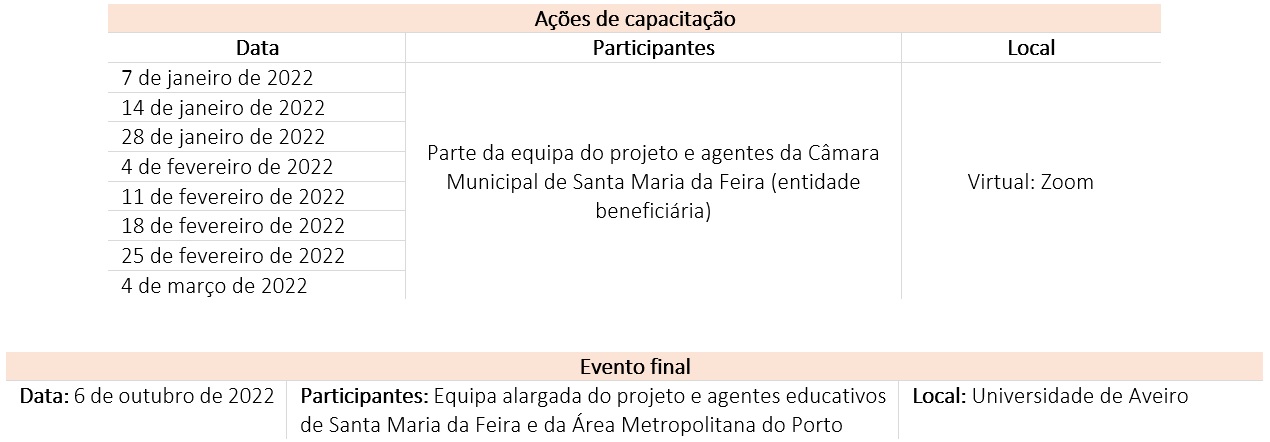 Ações de capacitação
Data Participantes Local
7 de janeiro de 2022
14 de janeiro de 2022
28 de janeiro de 2022
4 de fevereiro de 2022
11 de fevereiro de 2022
18 de fevereiro de 2022
25 de fevereiro de 2022
4 de março de 2022
Parte da equipa do projeto e agentes da Câmara
Municipal de Santa Maria da Feira (entidade
beneficiária)
Virtual: Zoom
Evento final
Data: 6 de outubro de 2022
Participantes: Equipa alargada do projeto e agentes educativos
de Santa Maria da Feira e da Área Metropolitana do Porto
Local: Universidade de Aveiro